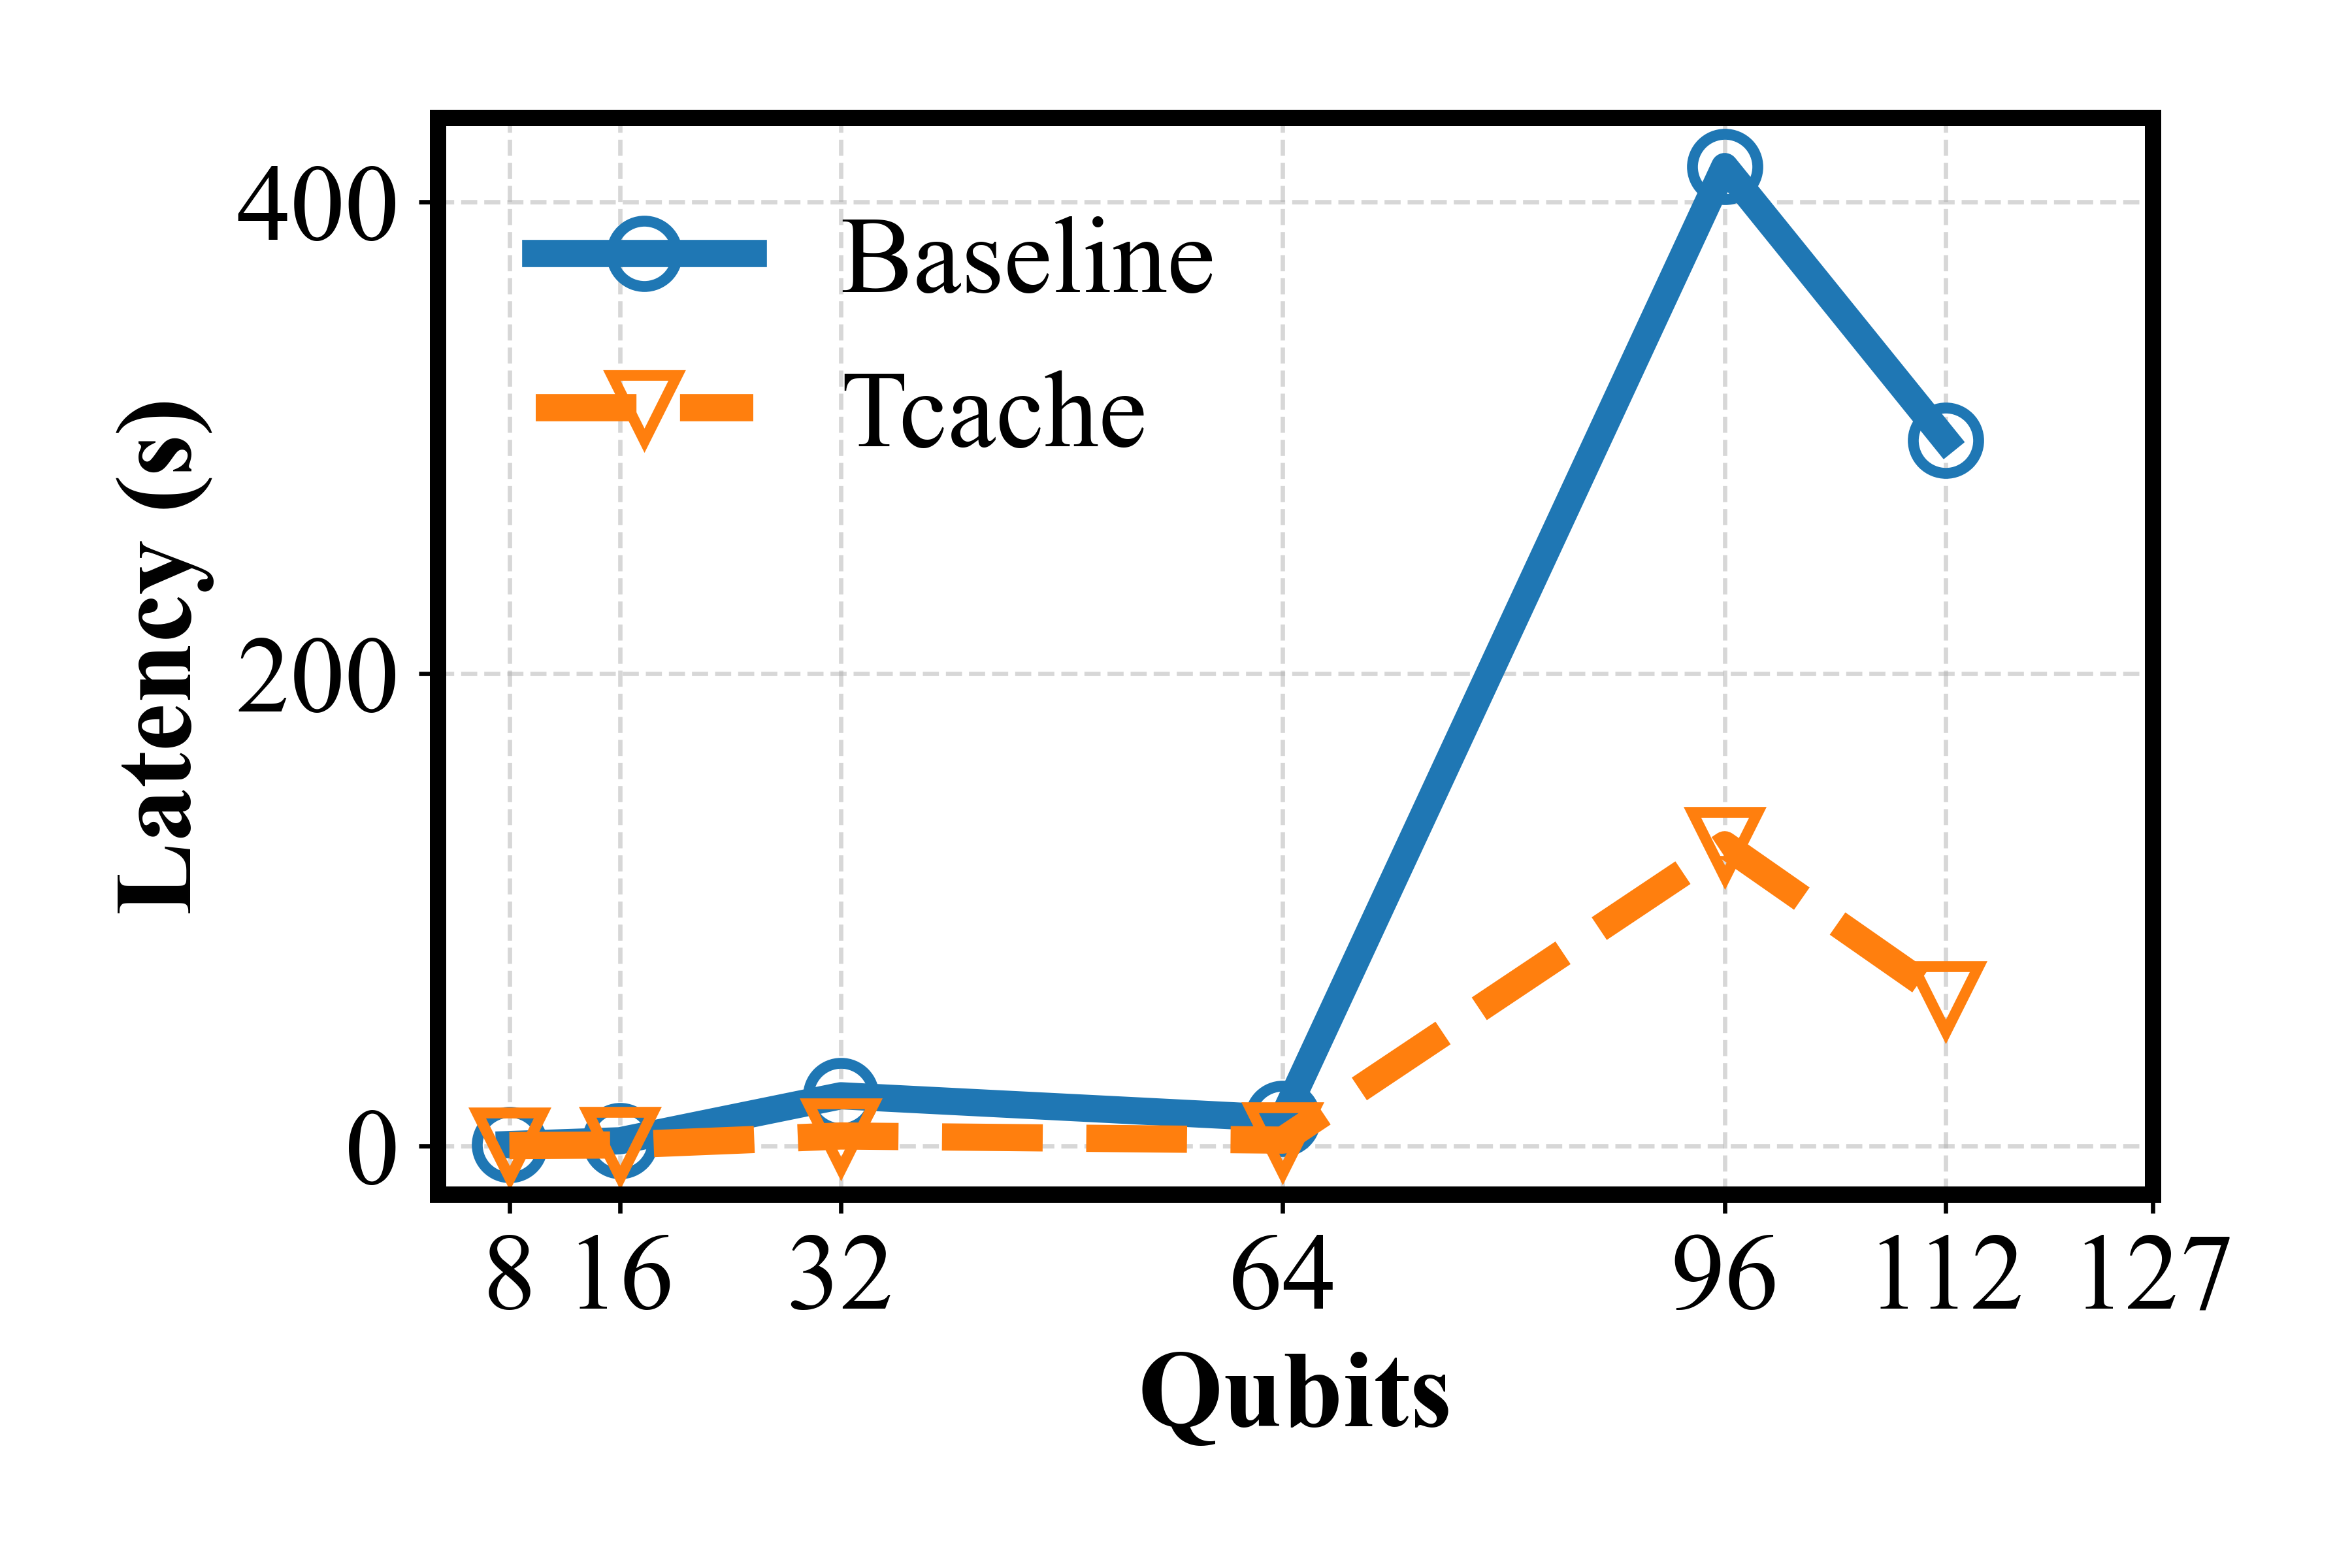 Latency (s)
400
200
0
Baseline
Tcache
8 16 32 64 96 112 127
Qubits